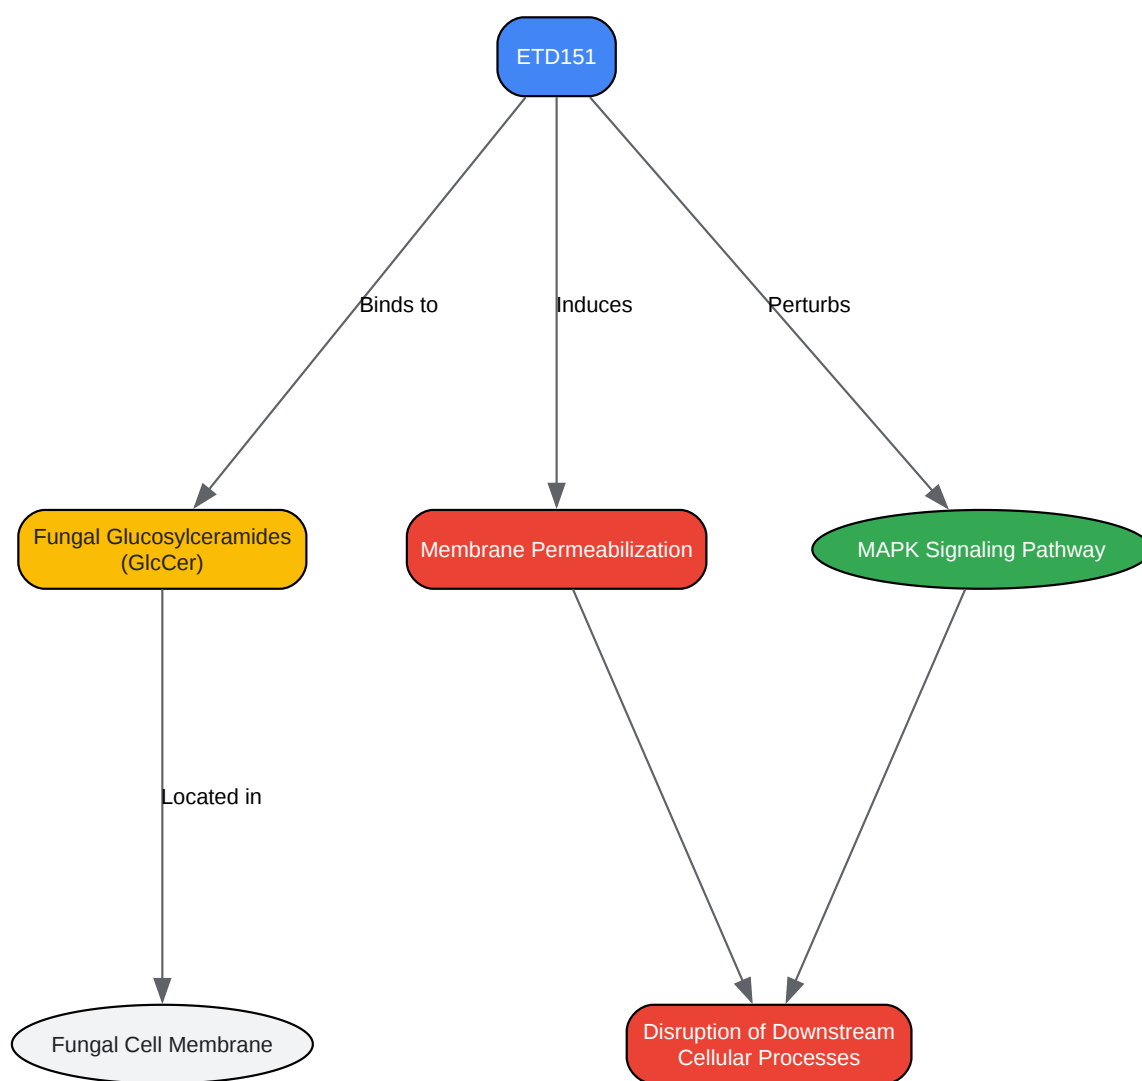 ETD151
Binds to
Induces
Perturbs
Fungal Glucosylceramides
(GlcCer)
Membrane Permeabilization
MAPK Signaling Pathway
Located in
Fungal Cell Membrane
Disruption of Downstream
Cellular Processes